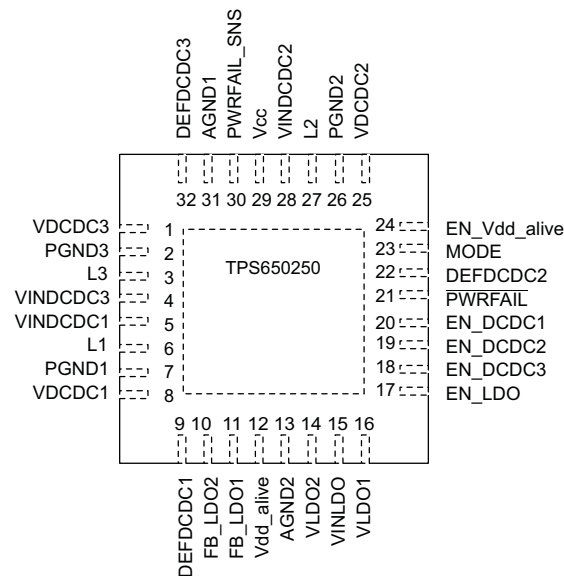 DEFDCDC3
AGND1
PWRFAIL_SNS
Vcc
VINDCDC2
L2
PGND2
VDCDC2
32 31 30 29 28 27 26 25
VDCDC3 1
PGND3 2
L3 3
VINDCDC3 4
VINDCDC1 5
L1 6
PGND1 7
VDCDC1 8
TPS650250
24 EN_Vdd_alive
23 MODE
22 DEFDCDC2
21 PWRFAIL
20 EN_DCDC1
19 EN_DCDC2
18 EN_DCDC3
17 EN_LDO
9 10 11 12 13 14 15 16
DEFDCDC1
FB_LDO2
FB_LDO1
Vdd_alive
AGND2
VLDO2
VINLDO
VLDO1